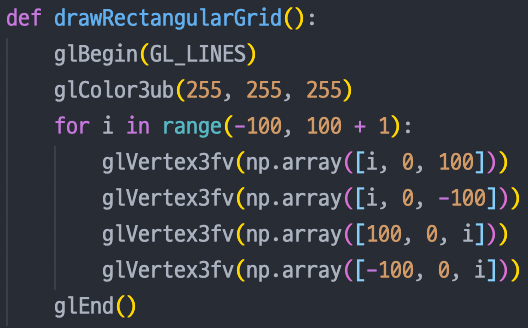 def drawRectangularGrid():
    glBegin(GL_LINES)
    glColor3ub(255, 255, 255)
    for i in range(-100, 100 + 1):
        glVertex3fv(np.array([i, 0, 100]))
        glVertex3fv(np.array([i, 0, -100]))
        glVertex3fv(np.array([100, 0, i]))
        glVertex3fv(np.array([-100, 0, i]))
    glEnd()